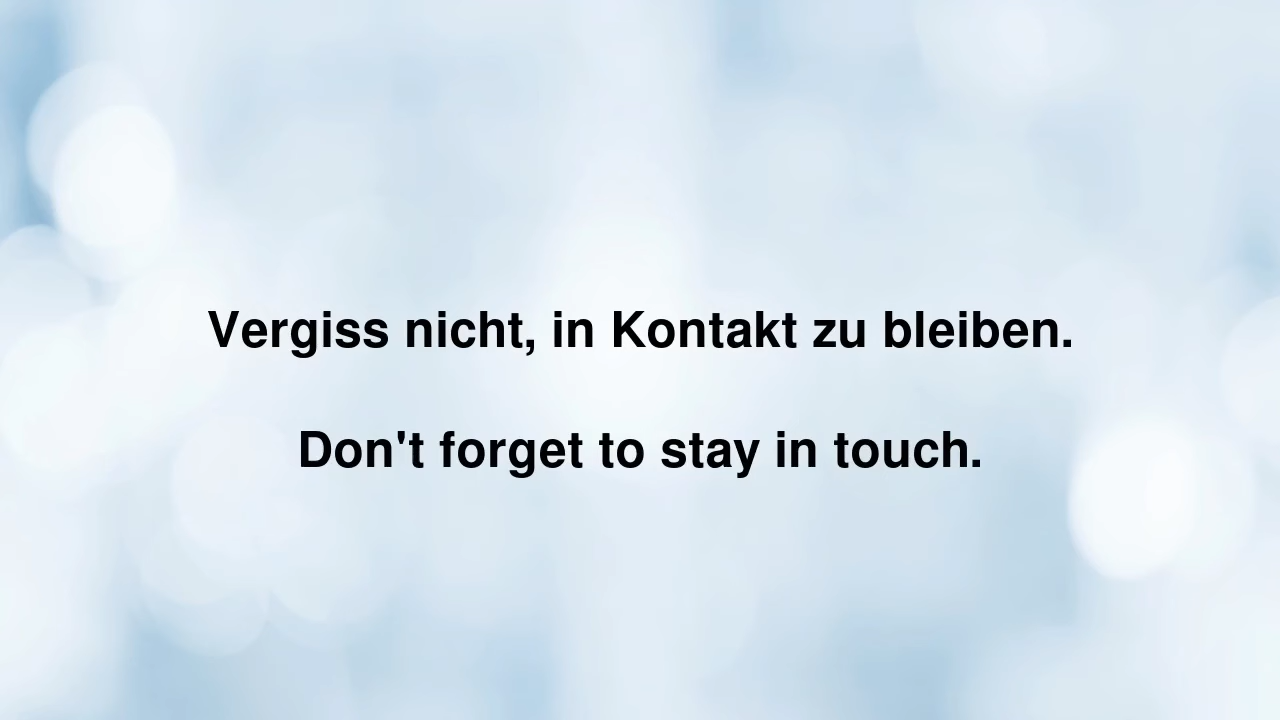 Vergiss nicht, in Kontakt zu bleiben.
Don't forget to stay in touch.